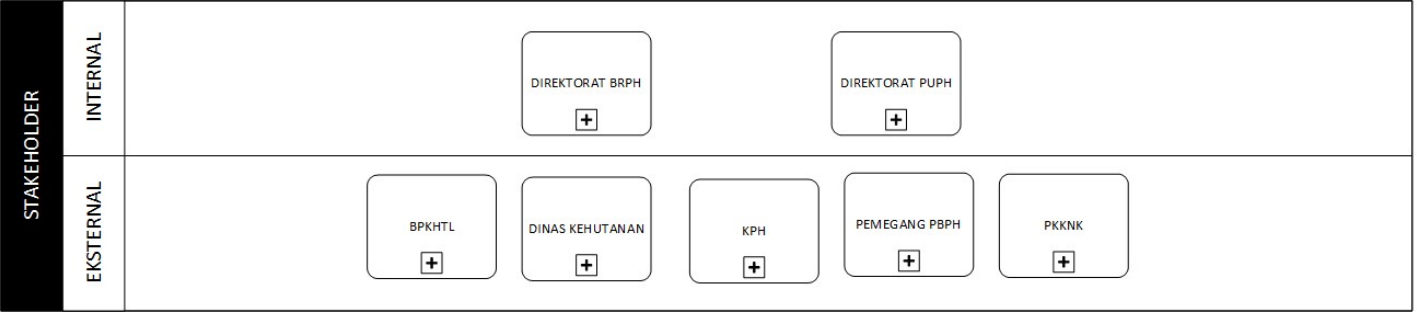 STAKEHOLDER
INTERNAL
DIREKTORAT BRPH
DIREKTORAT PUPH
EKSTERNAL
BPKHTL
DINAS KEHUTANAN
KPH
PEMEGANG PBPH
PKKNK